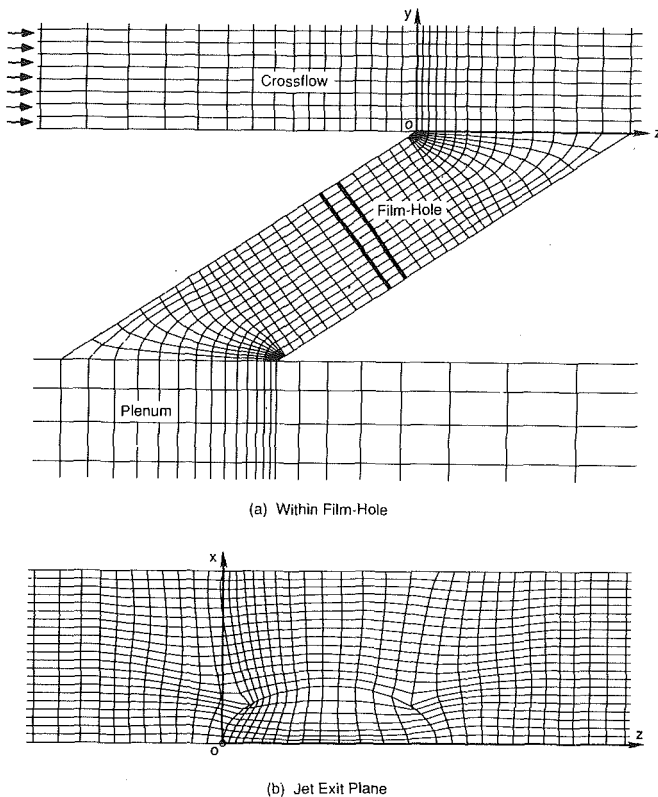 y
Crossflow
o
z
Film-Hole
Plenum
(a) Within Film-Hole
x
z
o
(b) Jet Exit Plane